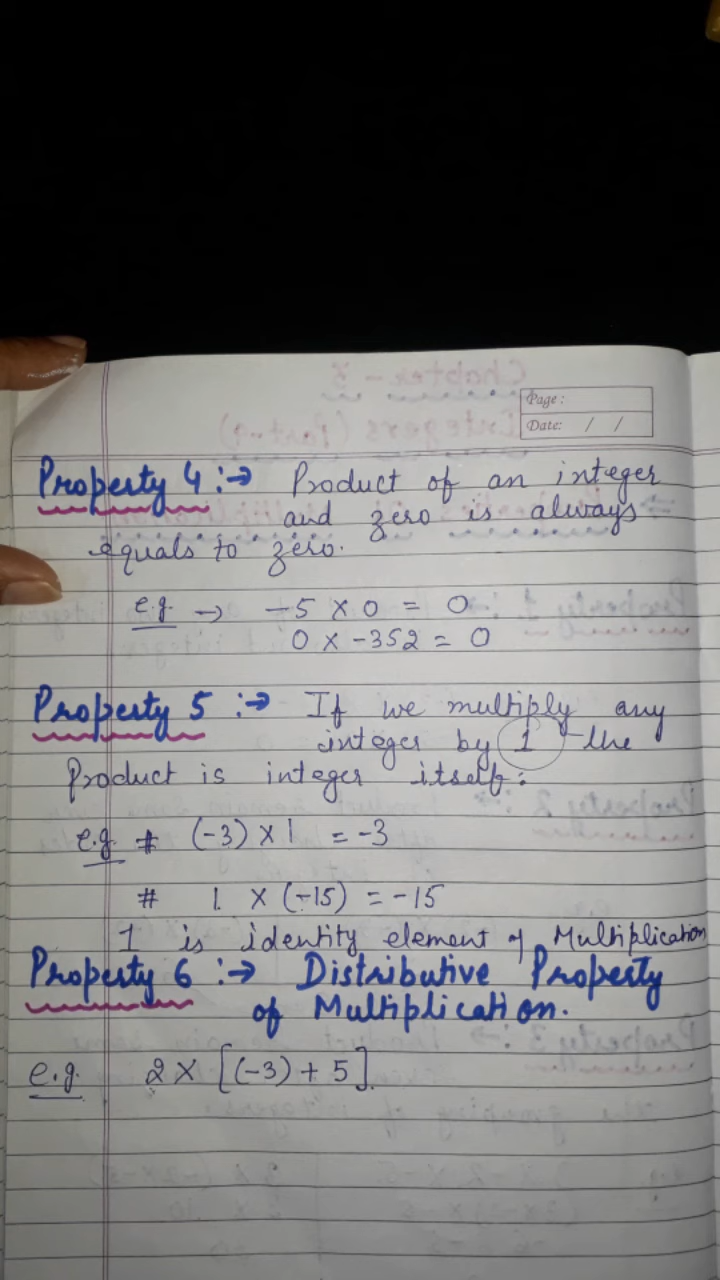 Page:
Date: / /
Property 4 :→ Product of an integer
and zero is always
equals to zero.
e.g. → -5 × 0 = 0
0 × -352 = 0
Property 5 :→ If we multiply any
integer by 1 the
Product is integer itself:
e.g # (-3) × 1 = -3
# 1 × (-15) = -15
1 is identity element of Multiplication
Property 6 :→ Distributive Property
of Multiplication.
e.g. 2 × [(-3) + 5]